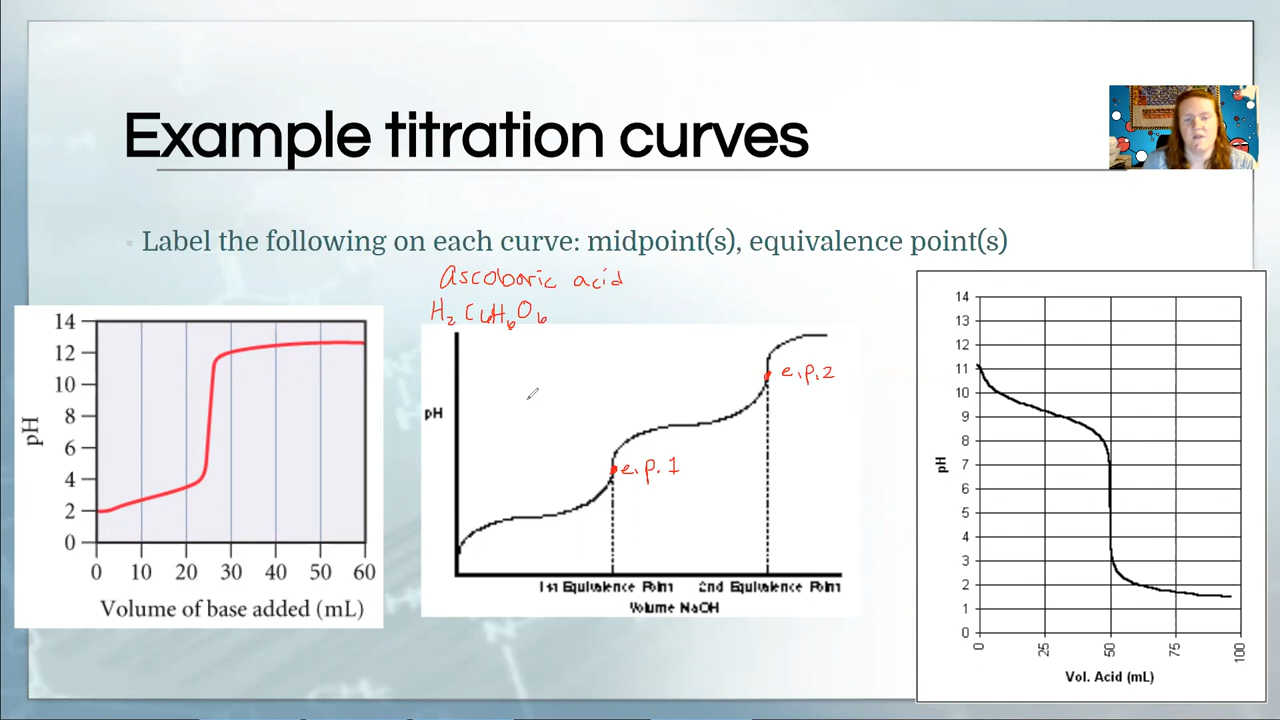 Example titration curves
Label the following on each curve: midpoint(s), equivalence point(s)
Ascoboric acid
H2C6H6O6
14
12
10
8
6
4
2
0
pH
0 10 20 30 40 50 60
Volume of base added (mL)
pH
e.p.2
e.p.1
1st Equivalence Point 2nd Equivalence Point
Volume NaOH
14
13
12
11
10
9
8
7
6
5
4
3
2
1
0
pH
0 25 50 75 100
Vol. Acid (mL)